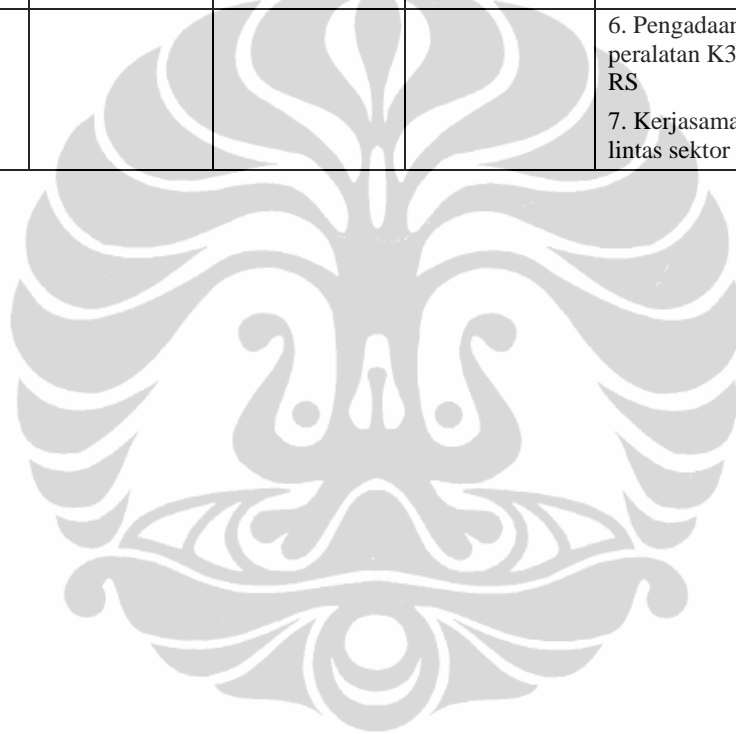 6. Pengadaan
peralatan K3
RS
7. Kerjasama
lintas sektor